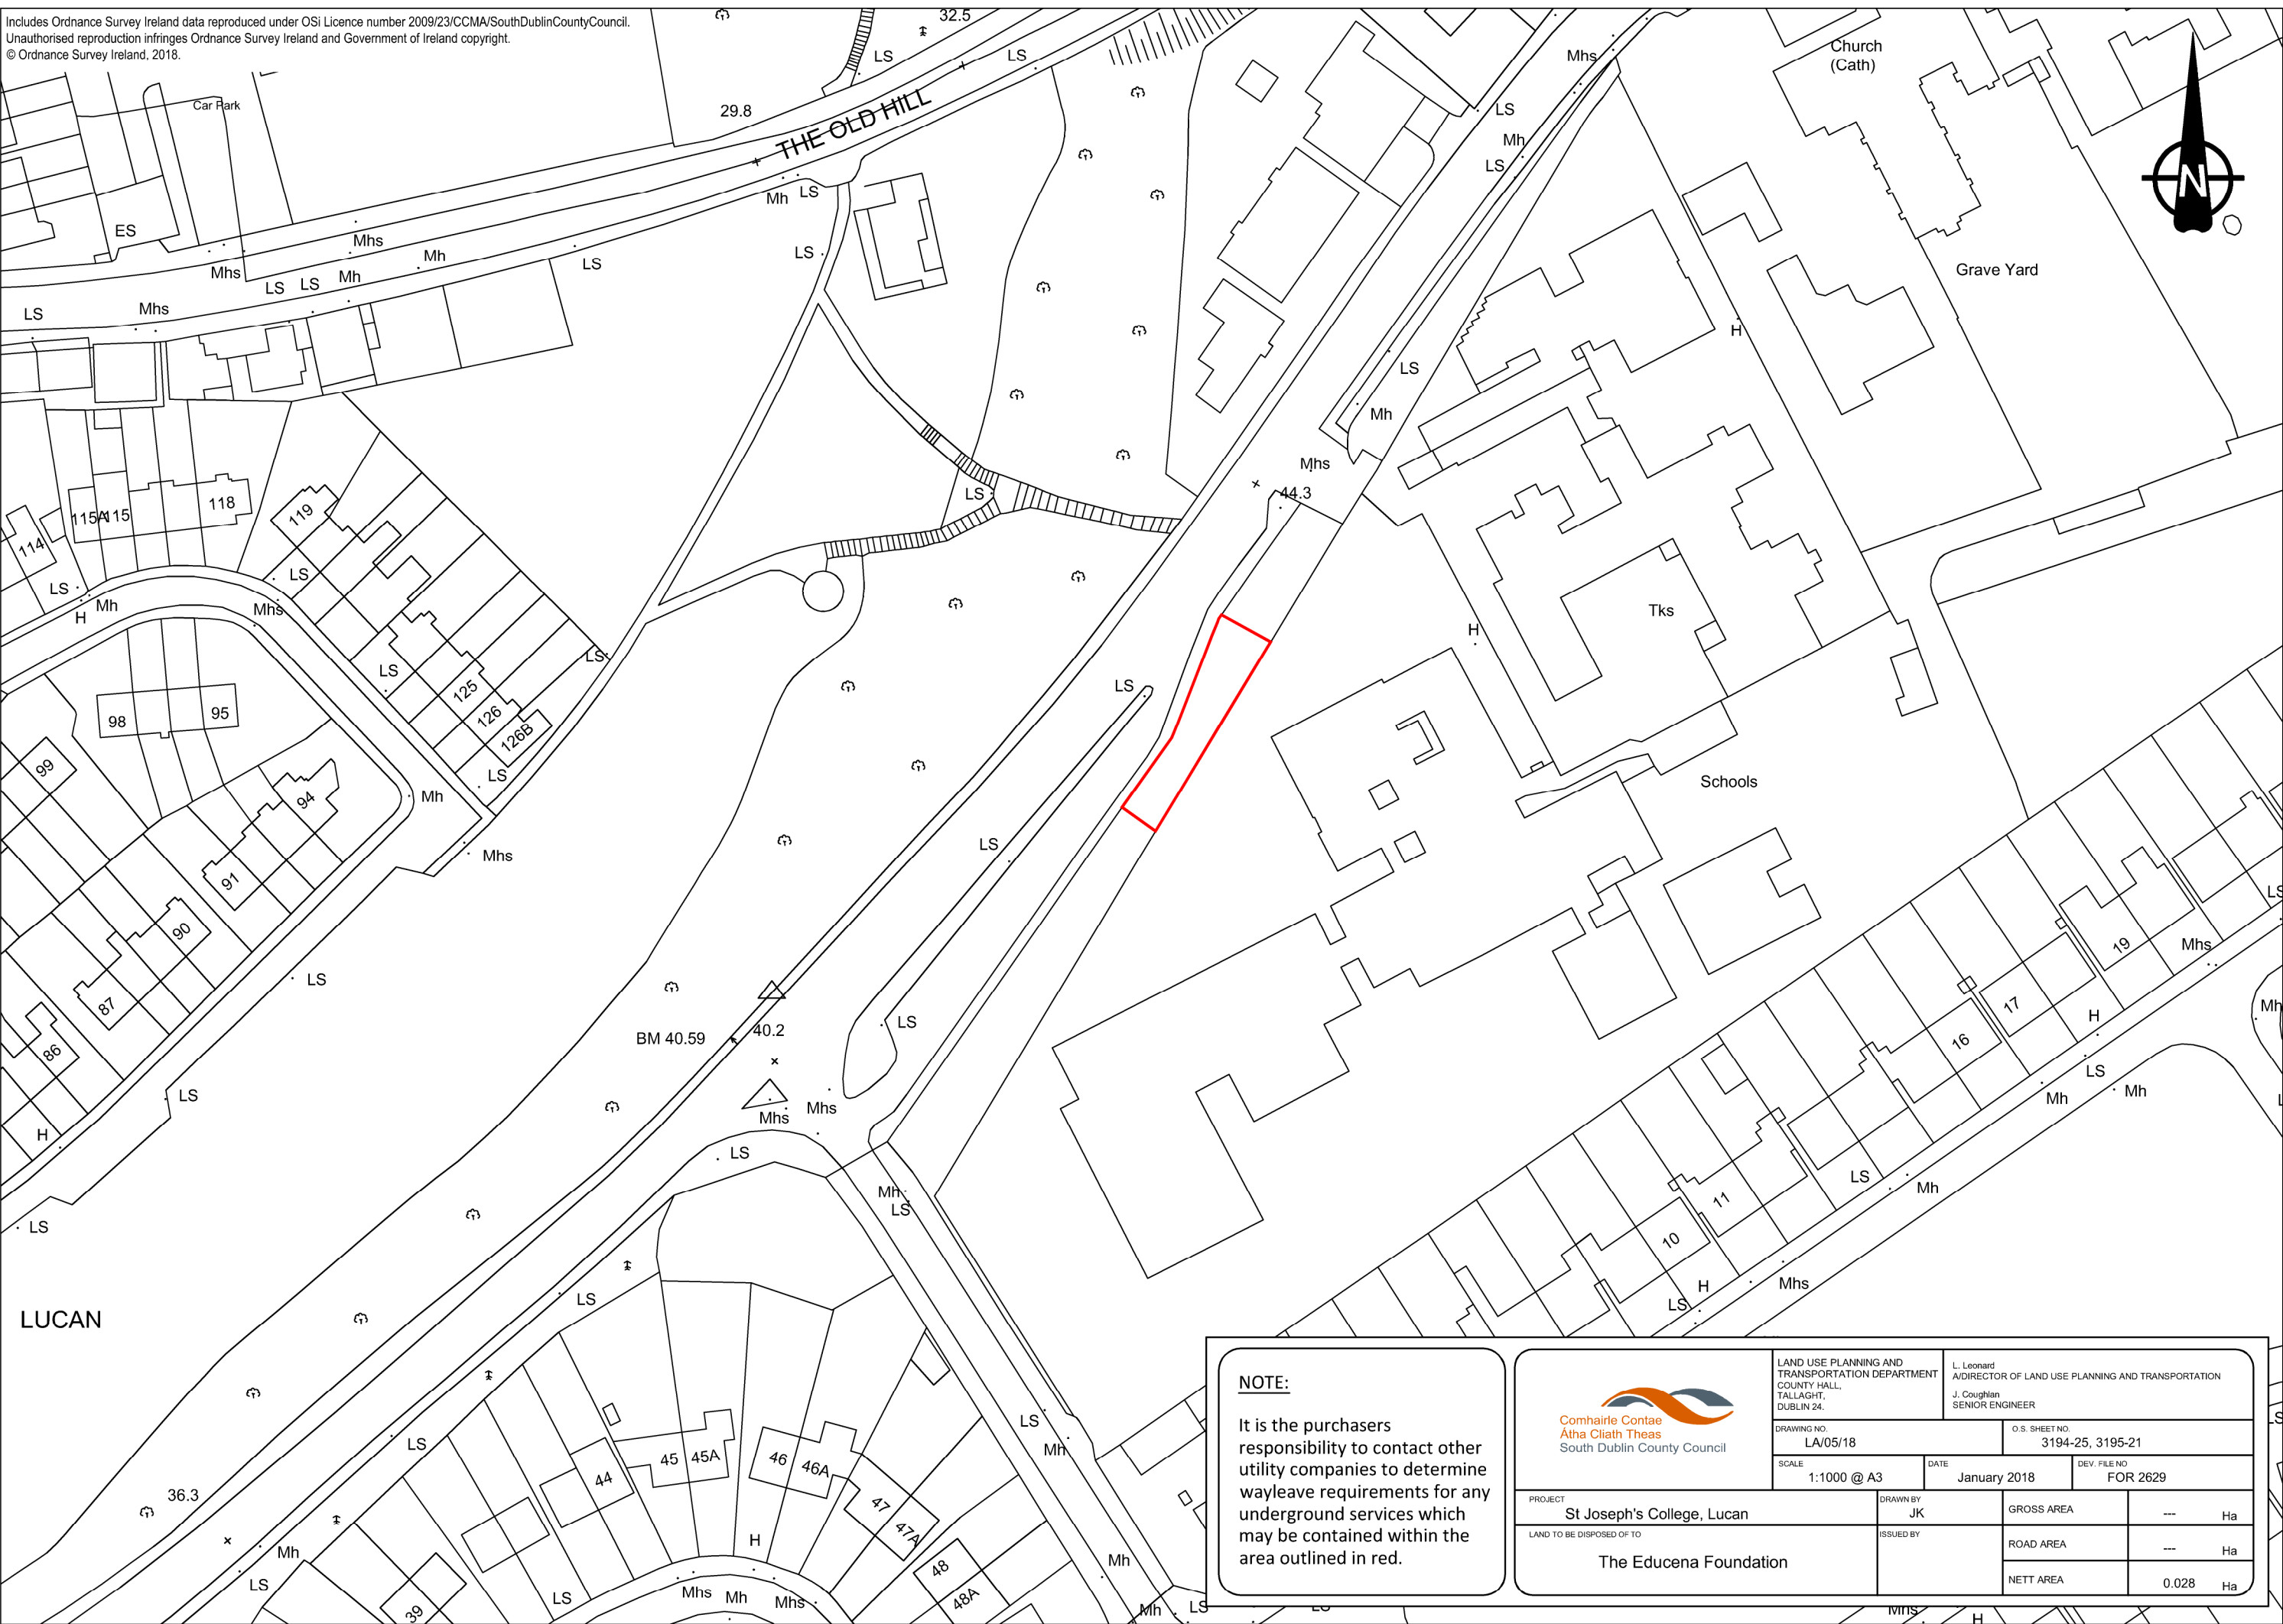 Includes Ordnance Survey Ireland data reproduced under OSi Licence number 2009/23/CCMA/SouthDublinCountyCouncil.
Unauthorised reproduction infringes Ordnance Survey Ireland and Government of Ireland copyright.
© Ordnance Survey Ireland, 2018.
32.5
LS
LS
Mhs
Church
(Cath)
Car Park
29.8
THE OLD HILL
LS
Mh
LS
N
Mh
LS
ES
Mhs
Mh
LS
LS
Mhs
LS
LS
Mh
Grave Yard
LS
Mhs
H
LS
Mh
Mhs
44.3
LS
118
119
115A
115
114
LS
LS
Mh
H
Mhs
Tks
H
LS
LS
125
126
126B
LS
98
95
99
94
LS
Mh
Schools
Mhs
LS
91
90
LS
87
86
LS
19
Mhs
LS
17
H
Mh
16
BM 40.59
40.2
LS
LS
Mh
Mh
LS
Mhs
Mhs
H
LS
Mh
LS
LS
Mh
11
10
LS
LUCAN
LS
H
Mhs
LS
LS
Mh
LS
45
45A
46
46A
44
47
47A
36.3
H
48
48A
Mh
LS
39
LS
Mhs
Mh
Mhs
Mh
Mh
LS
LS
Mhs
H
NOTE:
It is the purchasers
responsibility to contact other
utility companies to determine
wayleave requirements for any
underground services which
may be contained within the
area outlined in red.
Comhairle Contae
Átha Cliath Theas
South Dublin County Council
LAND USE PLANNING AND
TRANSPORTATION DEPARTMENT
COUNTY HALL,
TALLAGHT,
DUBLIN 24.
L. Leonard
A/DIRECTOR OF LAND USE PLANNING AND TRANSPORTATION
J. Coughlan
SENIOR ENGINEER
DRAWING NO.
LA/05/18
O.S. SHEET NO.
3194-25, 3195-21
SCALE
1:1000 @ A3
DATE
January 2018
DEV. FILE NO
FOR 2629
PROJECT
St Joseph's College, Lucan
DRAWN BY
JK
GROSS AREA
---
Ha
LAND TO BE DISPOSED OF TO
The Educena Foundation
ISSUED BY
ROAD AREA
---
Ha
NETT AREA
0.028
Ha